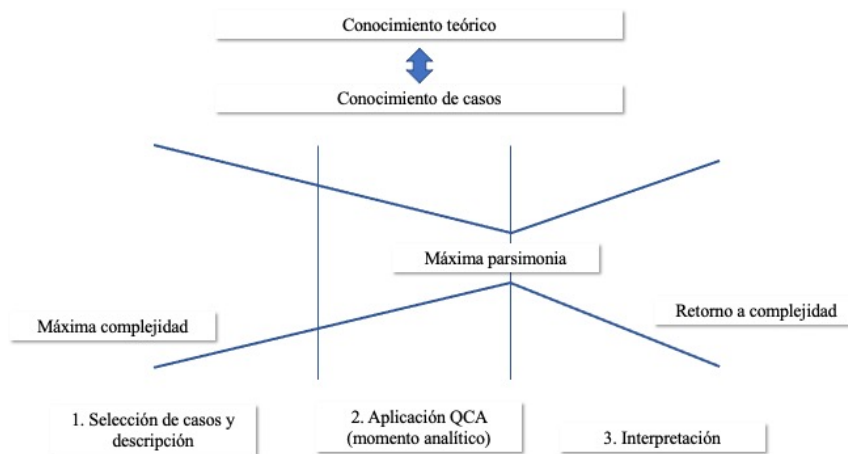 Conocimiento teórico
Conocimiento de casos
Máxima parsimonia
Máxima complejidad
Retorno a complejidad
1. Selección de casos y
descripción
2. Aplicación QCA
(momento analítico)
3. Interpretación